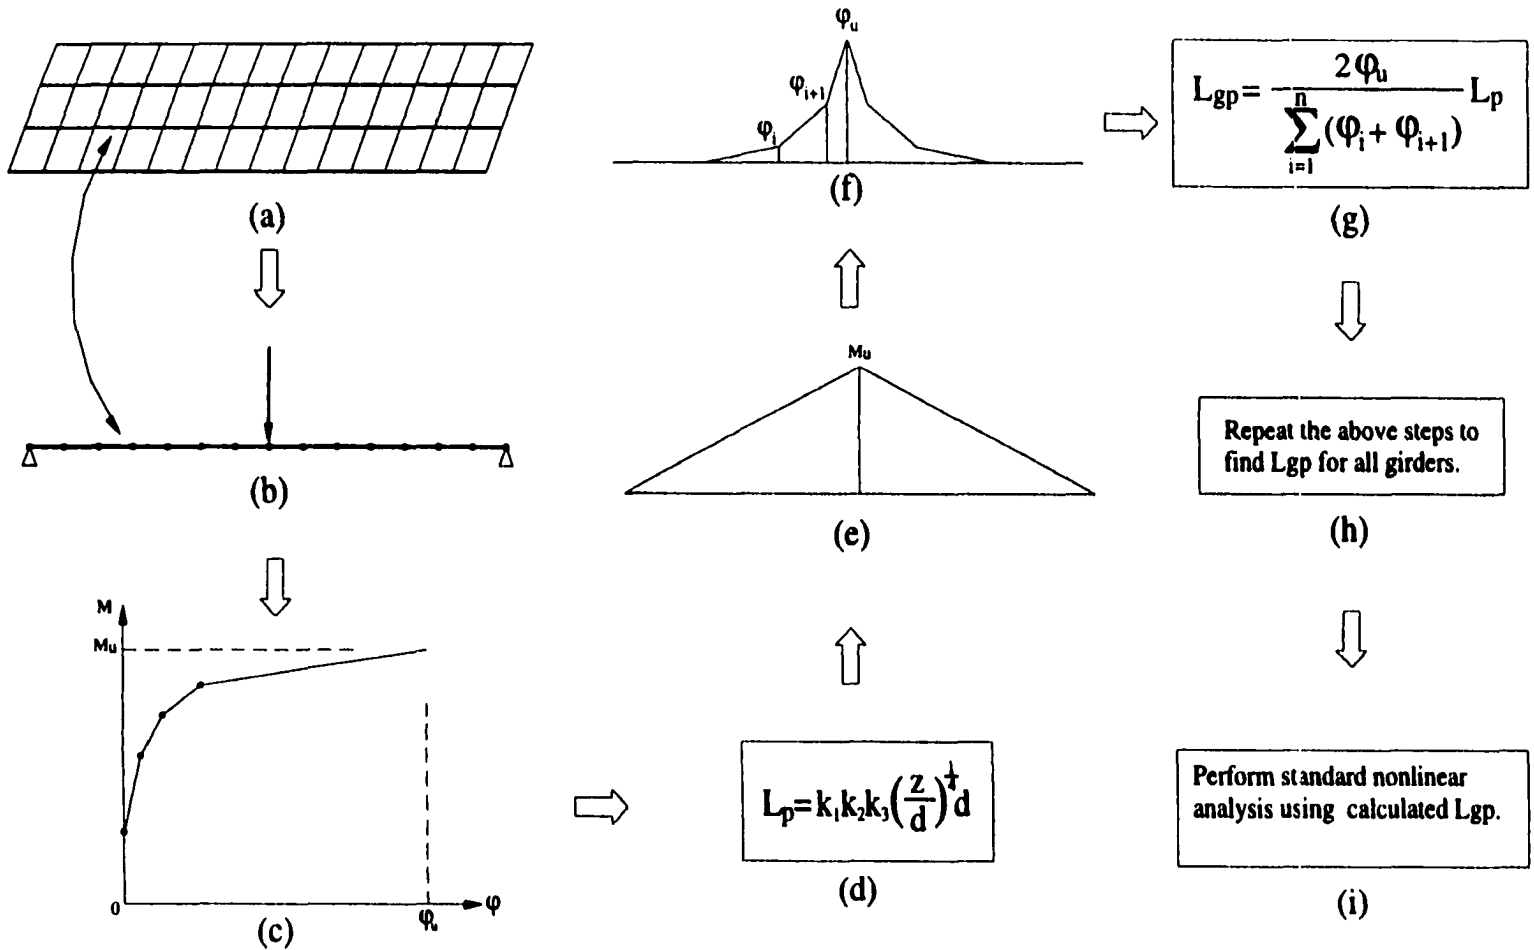 (a)
(b)
M
Mu
0
φu
φ
(c)
Lp=k1k2k3(z/d)^¼d
(d)
Mu
(e)
φu
φi+1
φi
(f)
Lgp= 2φu / n∑i=1 (φi+φi+1) Lp
(g)
Repeat the above steps to
find Lgp for all girders.
(h)
Perform standard nonlinear
analysis using calculated Lgp.
(i)